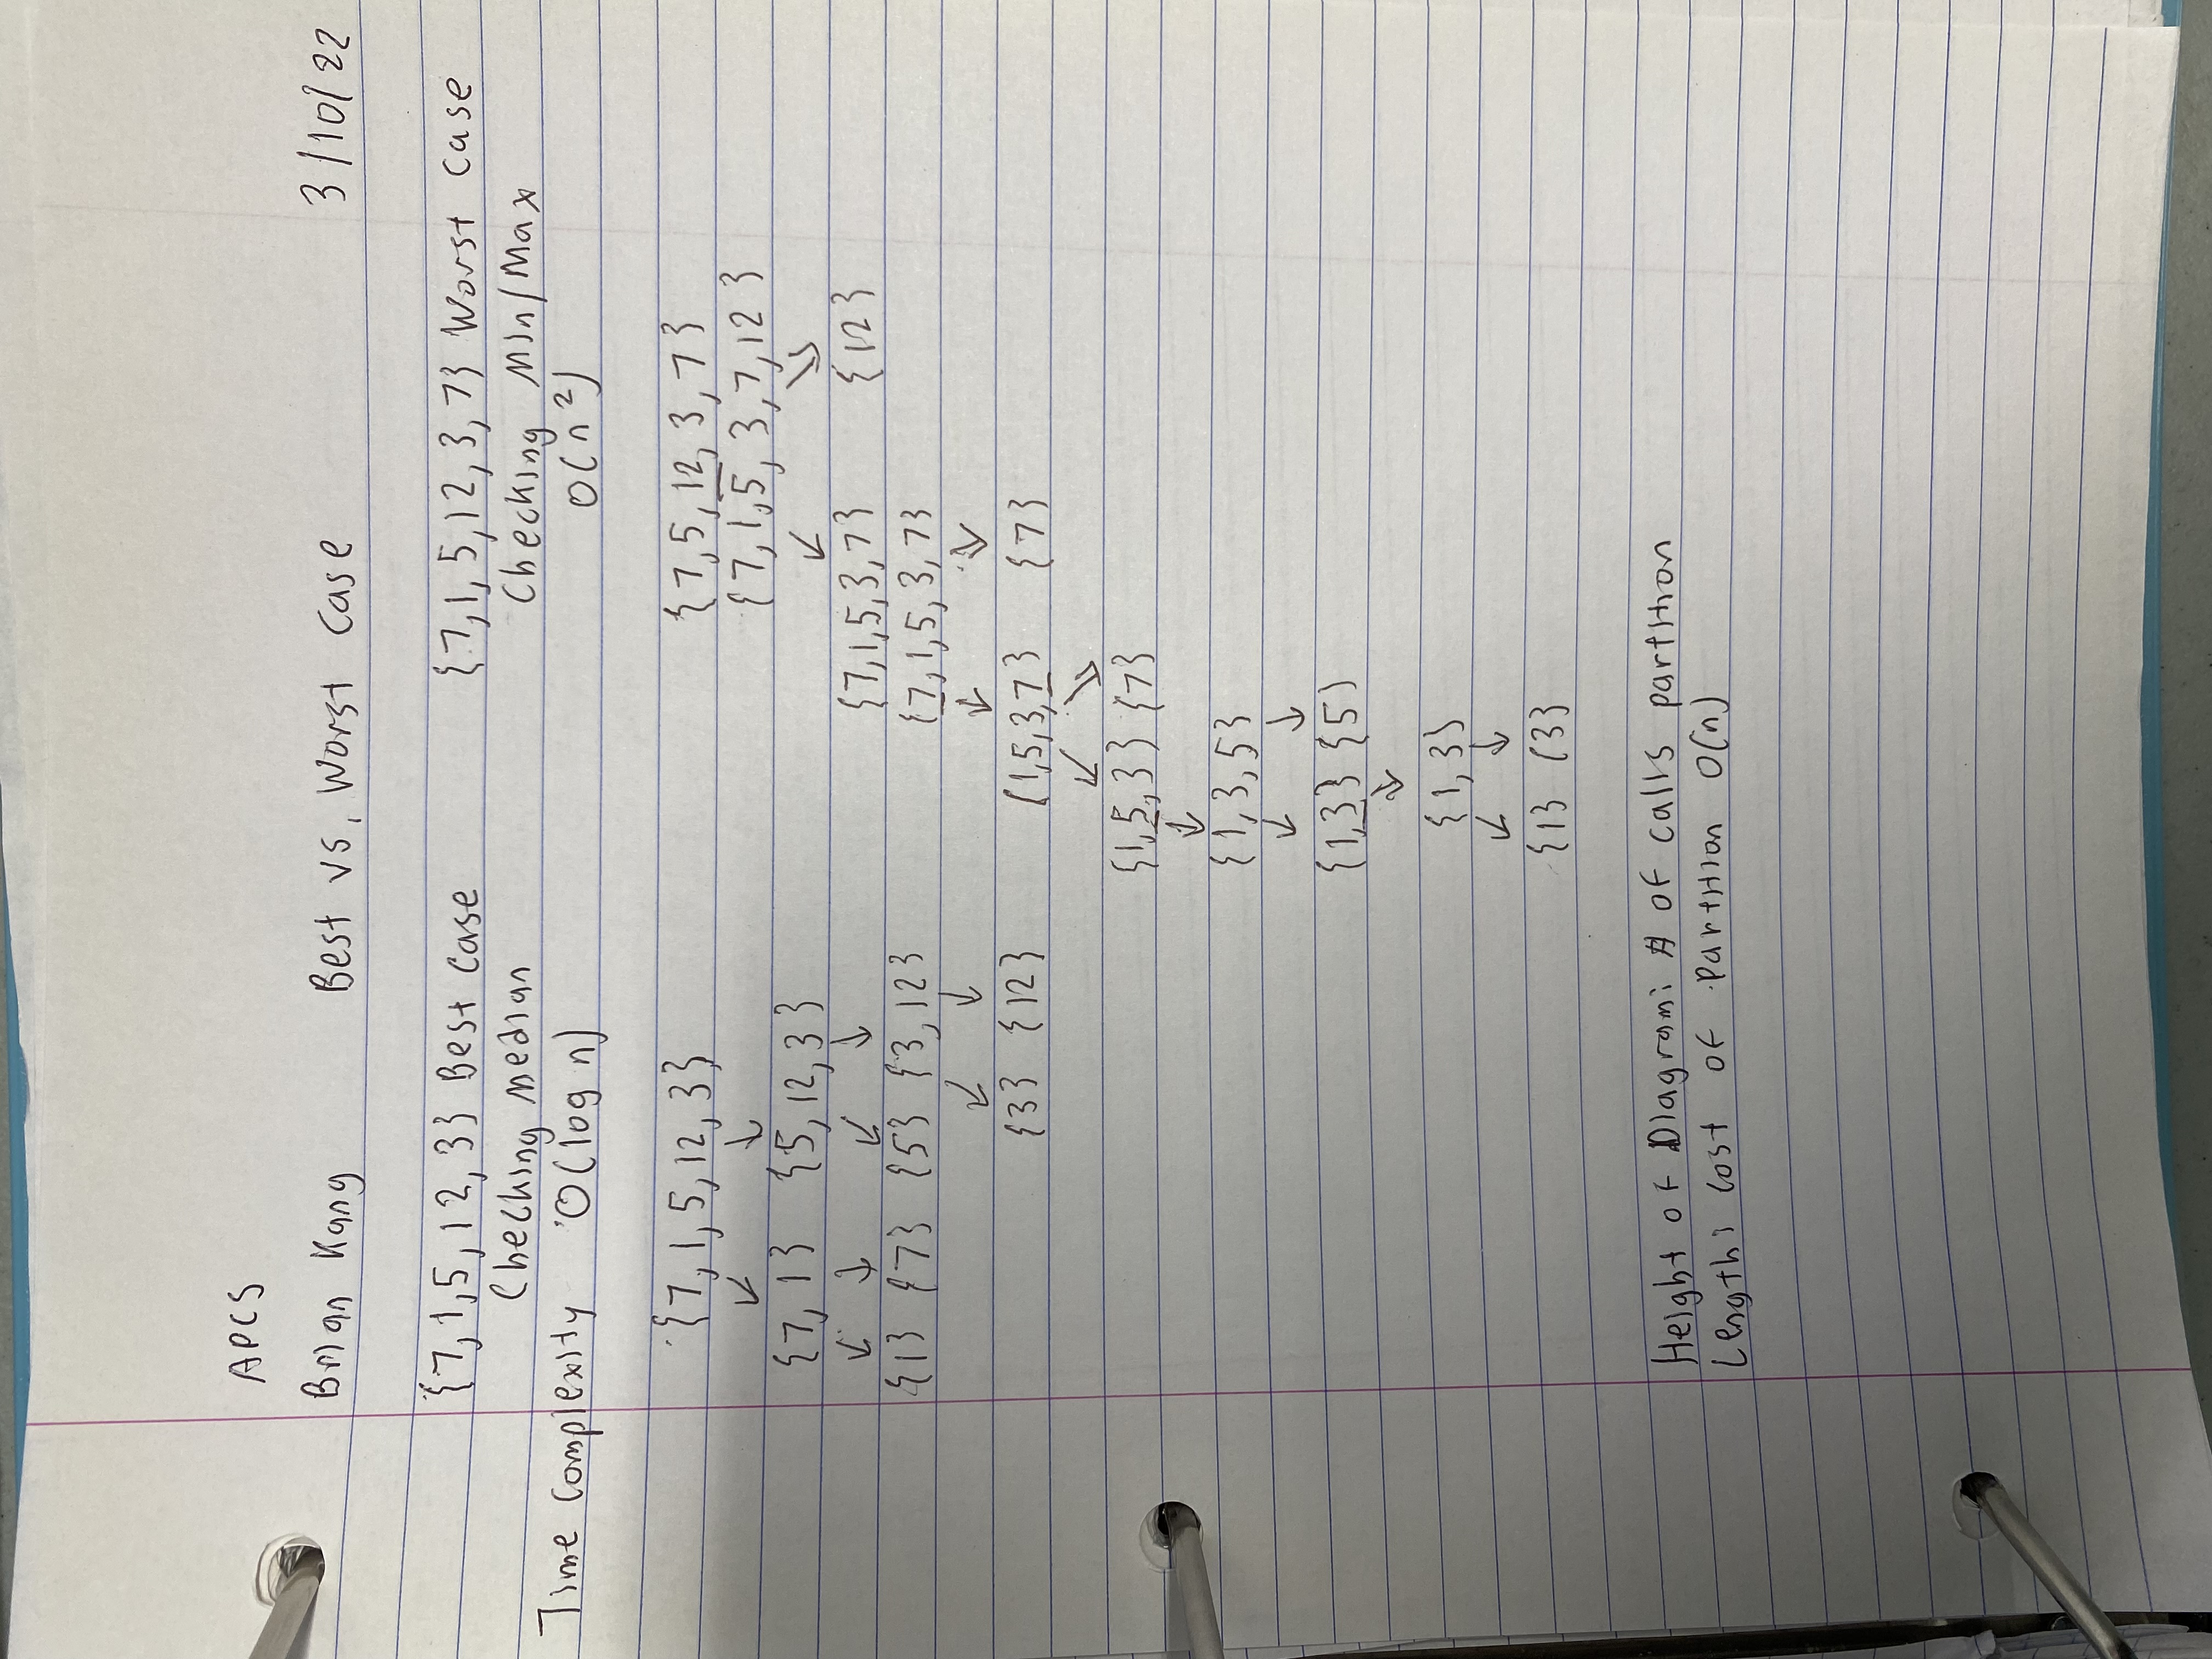 APCS
Brian Kang Best vs. Worst Case 3/10/22
{7,1,5,12,3} Best Case {7,1,5,12,3,7} Worst Case
Checking Median Checking Min/Max
Time Complexity O(log n) O(n²)
{7,1,5,12,3} {7,5,12,3,7}
{7,1,5,3,7,12}
↙ ↓
{7,1} {5,12,3} ↙ ↘
↙ ↓ ↙ ↓ {7,1,5,3,7} {12}
{1} {7} {5} {3,12} {7,1,5,3,7}
↙ ↓ ↓ ↓
{3} {12} (1,5,3,7} {7}
↙ ↘
{1,5,3} {7}
↓
{1,3,5}
↙ ↓
{1,3} {5)
↓
{1,3}
↙ ↓
{1} (3}
Height of Diagram: # of calls partition
Length: Cost of Partition O(n)